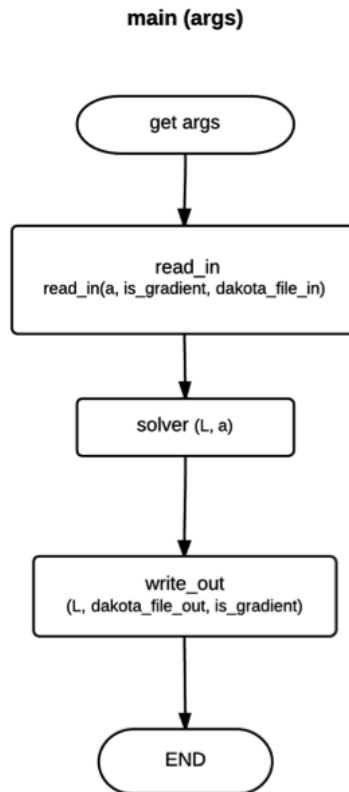 main (args)
get args
read_in
read_in(a, is_gradient, dakota_file_in)
solver (L, a)
write_out
(L, dakota_file_out, is_gradient)
END